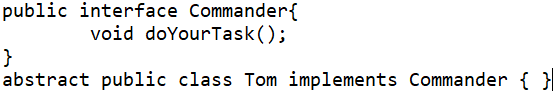 public interface Commander{
        void doYourTask();
}
abstract public class Tom implements Commander { }